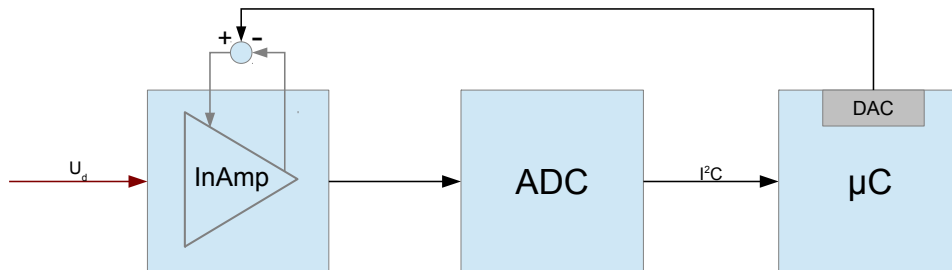 + -
DAC
U_d
InAmp
ADC
I²C
µC